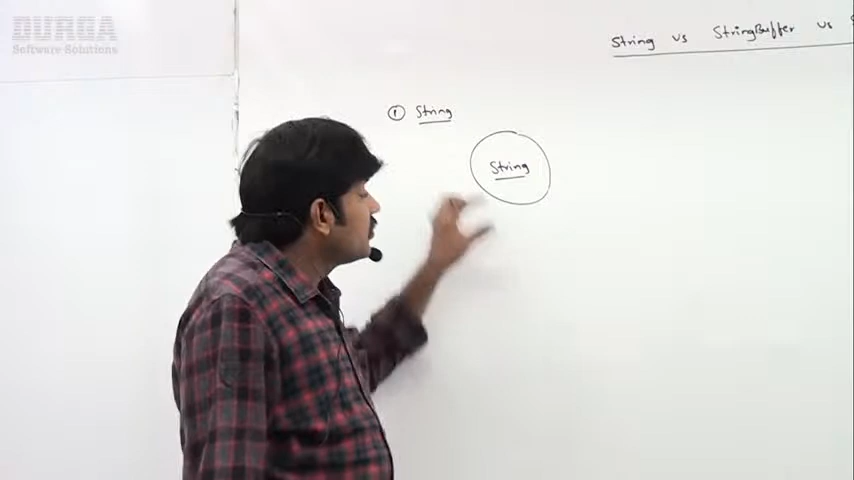 DURGA
Software Solutions
String vs StringBuffer vs
① String
String